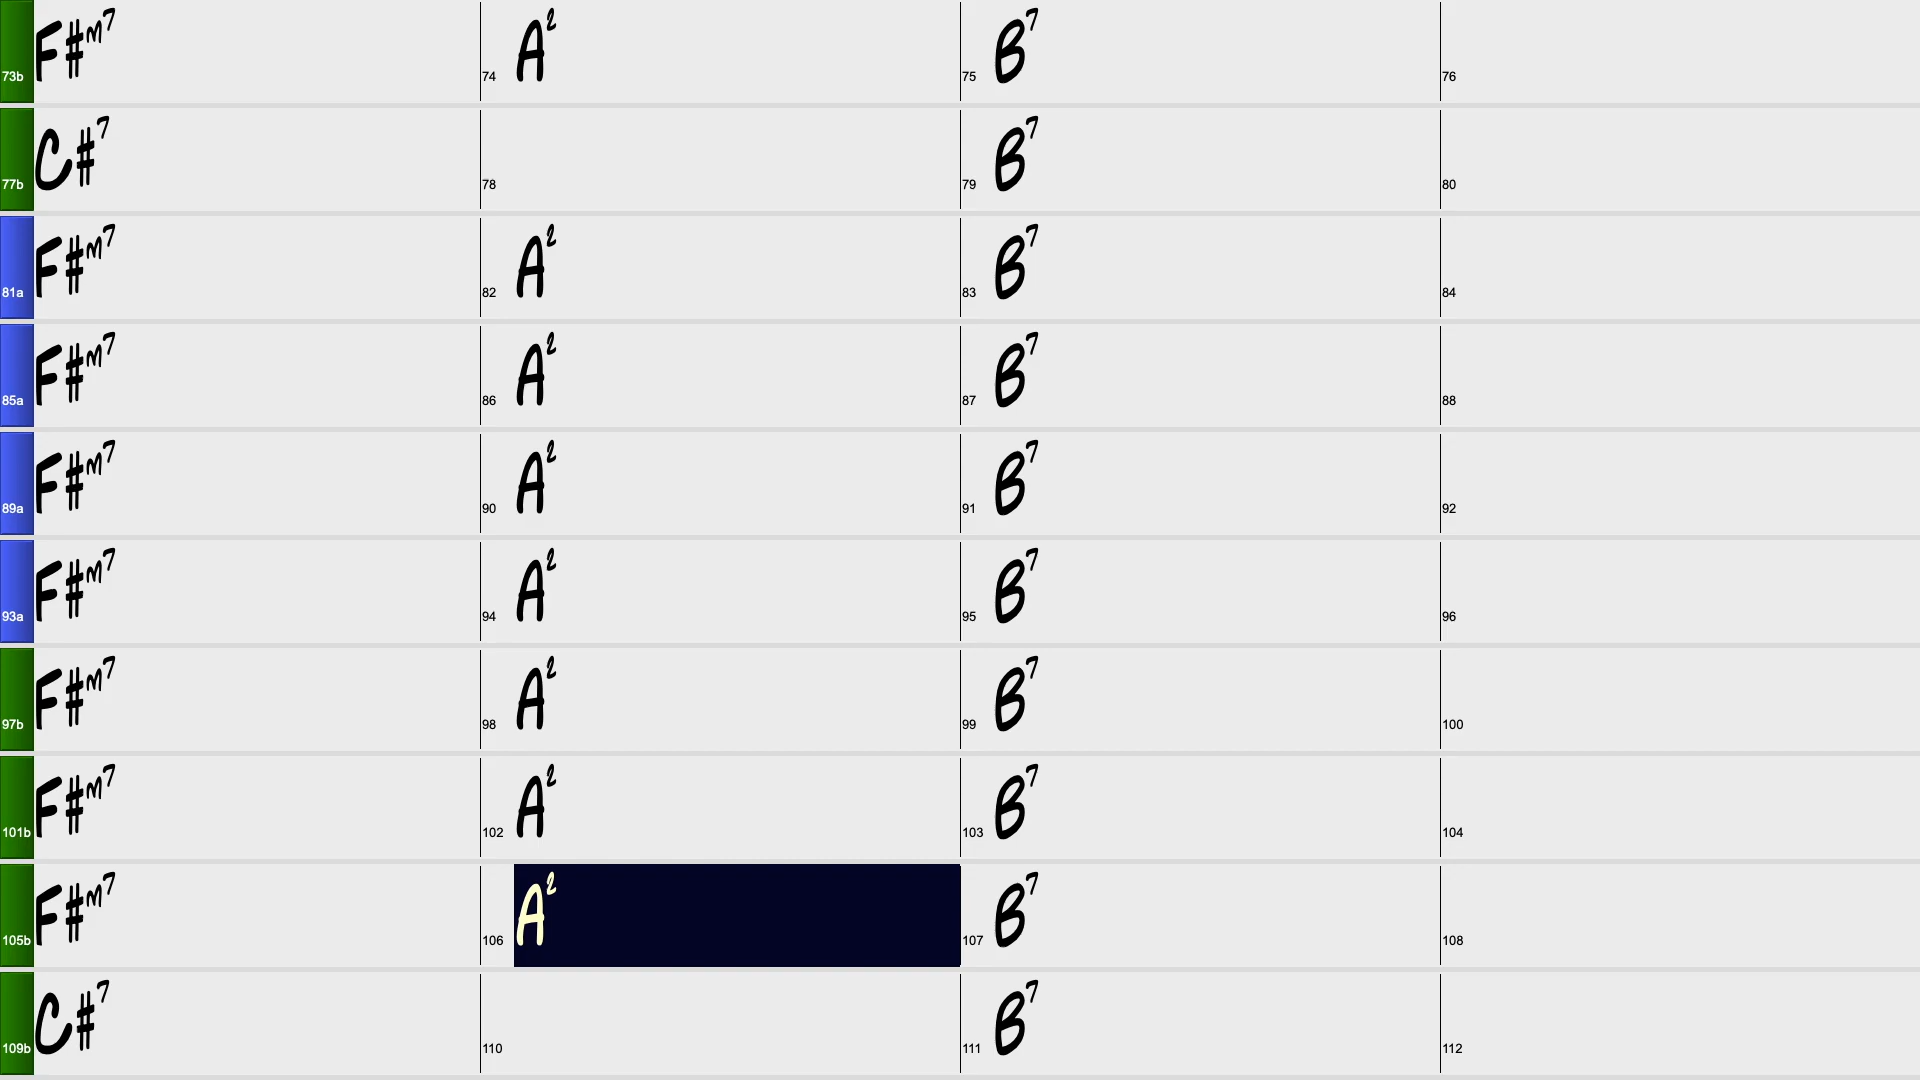 73b F#m7 74 A2 75 B7 76
77b C#7 78 79 B7 80
81a F#m7 82 A2 83 B7 84
85a F#m7 86 A2 87 B7 88
89a F#m7 90 A2 91 B7 92
93a F#m7 94 A2 95 B7 96
97b F#m7 98 A2 99 B7 100
101b F#m7 102 A2 103 B7 104
105b F#m7 106 A2 107 B7 108
109b C#7 110 111 B7 112